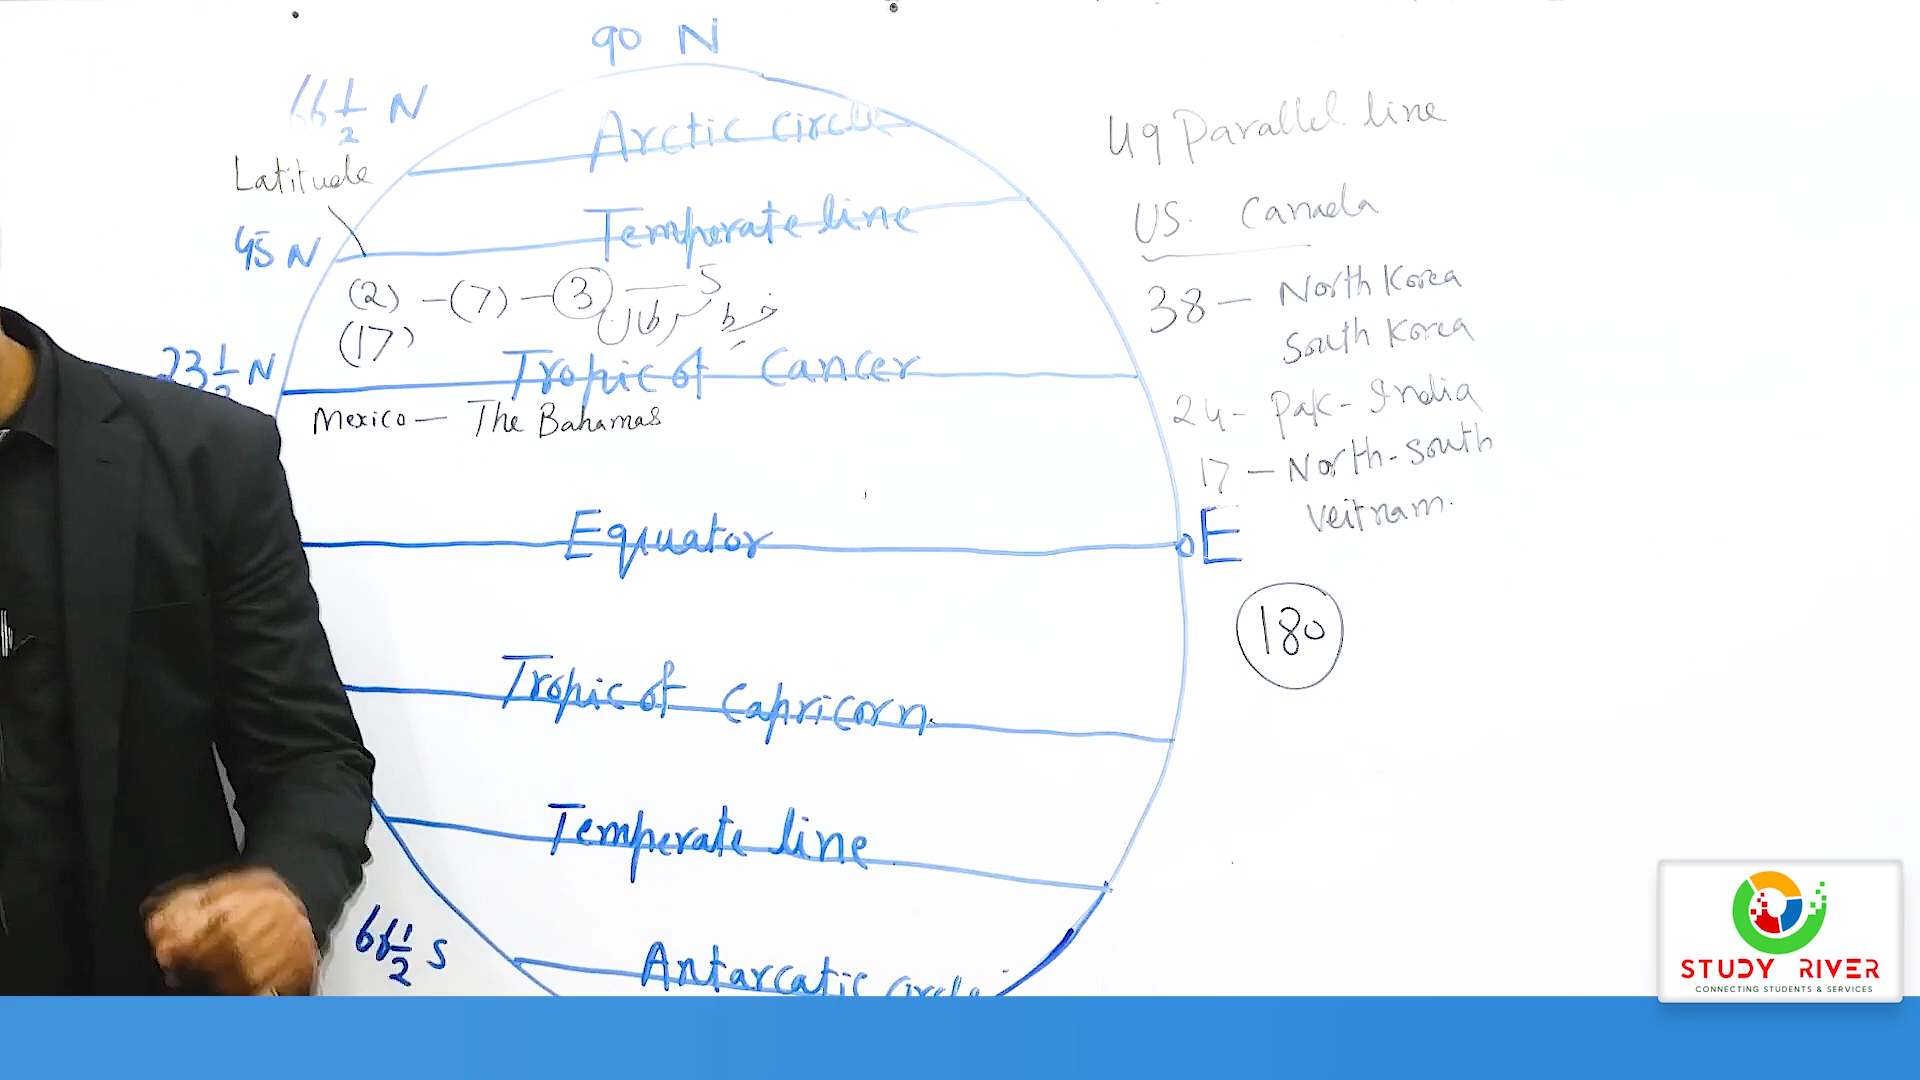 90 N
66 1/2 N
Arctic circle
Latitude
Temperate line
45 N
(2) - (7) - 3 — 5
(17) خط سرطان
23 1/2 N
Tropic of Cancer
Mexico — The Bahamas
Equator
E
Tropic of Capricorn
Temperate line
66 1/2 S
Antarcatic circle
49 Parallel line
US. Canada
38 — North Korea
South Korea
24 - Pak - India
17 — North - South
Veitnam.
180
STUDY RIVER
CONNECTING STUDENTS & SERVICES